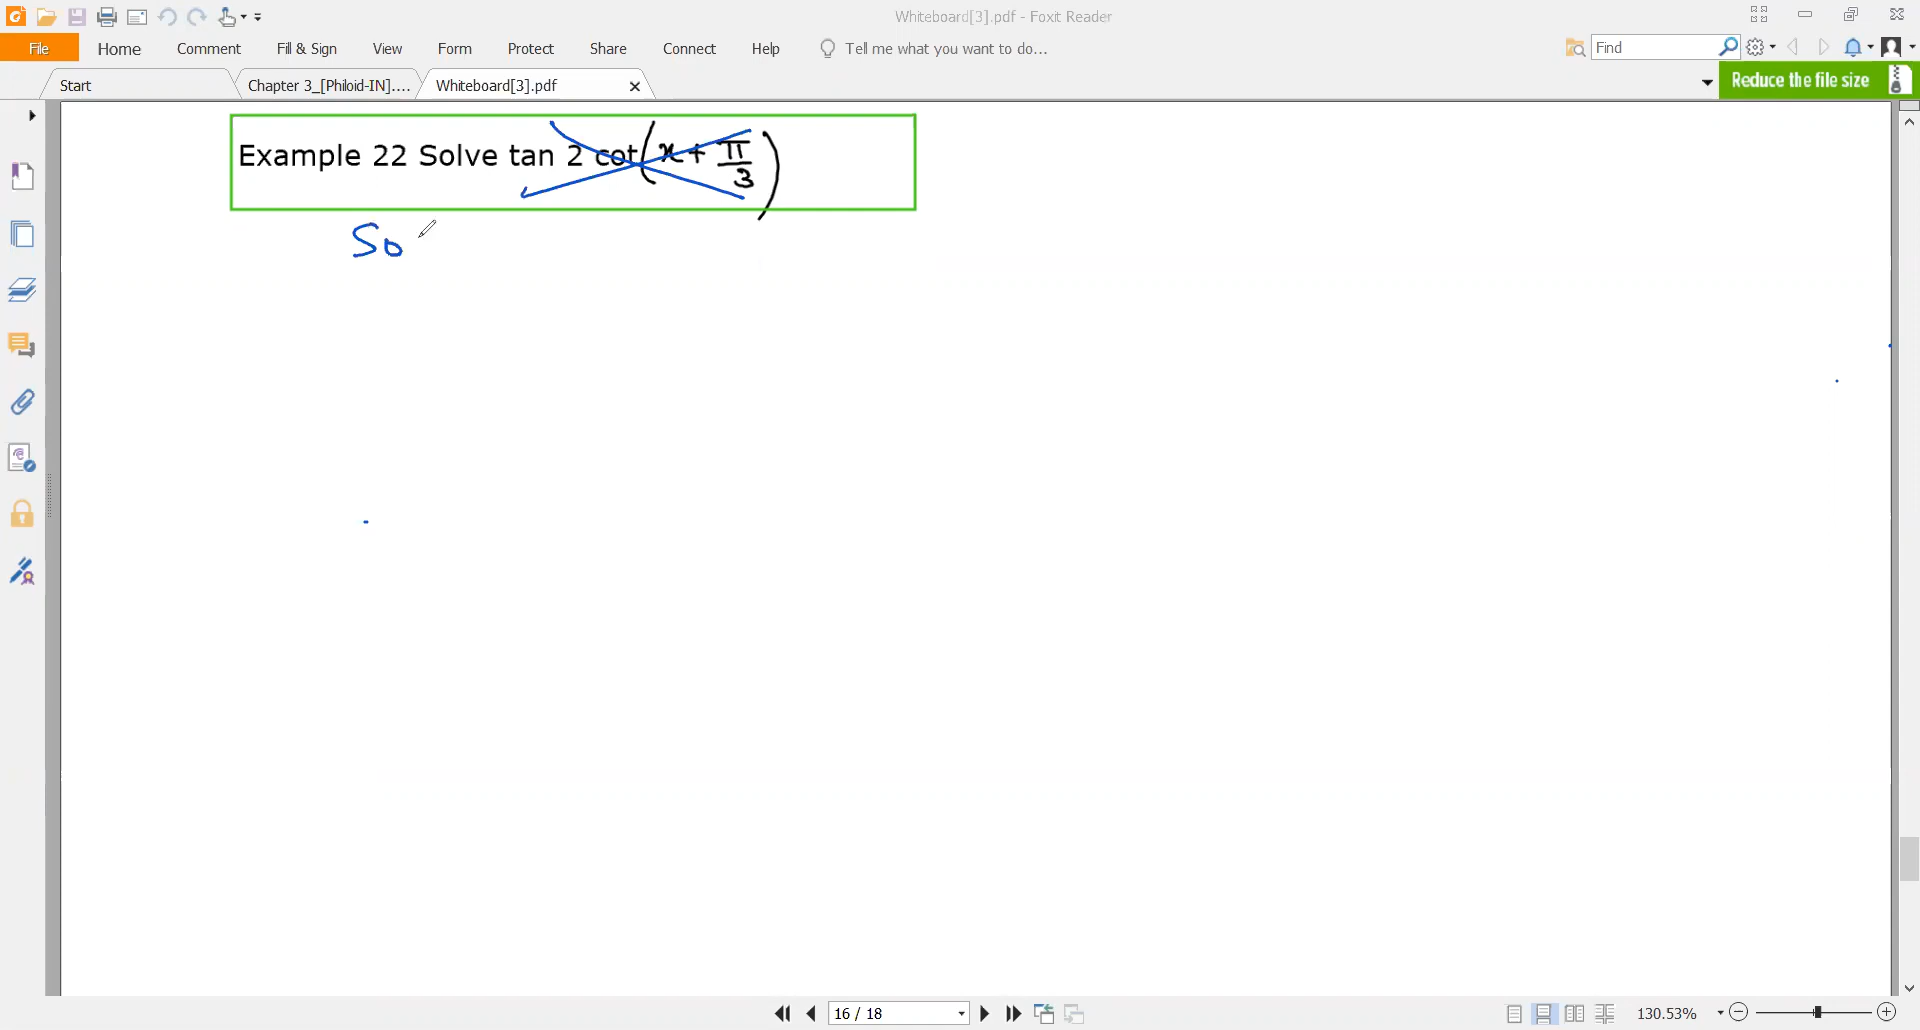 Whiteboard[3].pdf - Foxit Reader
File Home Comment Fill & Sign View Form Protect Share Connect Help Tell me what you want to do... Find
Start Chapter 3_[Philoid-IN].... Whiteboard[3].pdf Reduce the file size
Example 22 Solve tan 2 cot(x + π/3)
So
16 / 18 130.53%